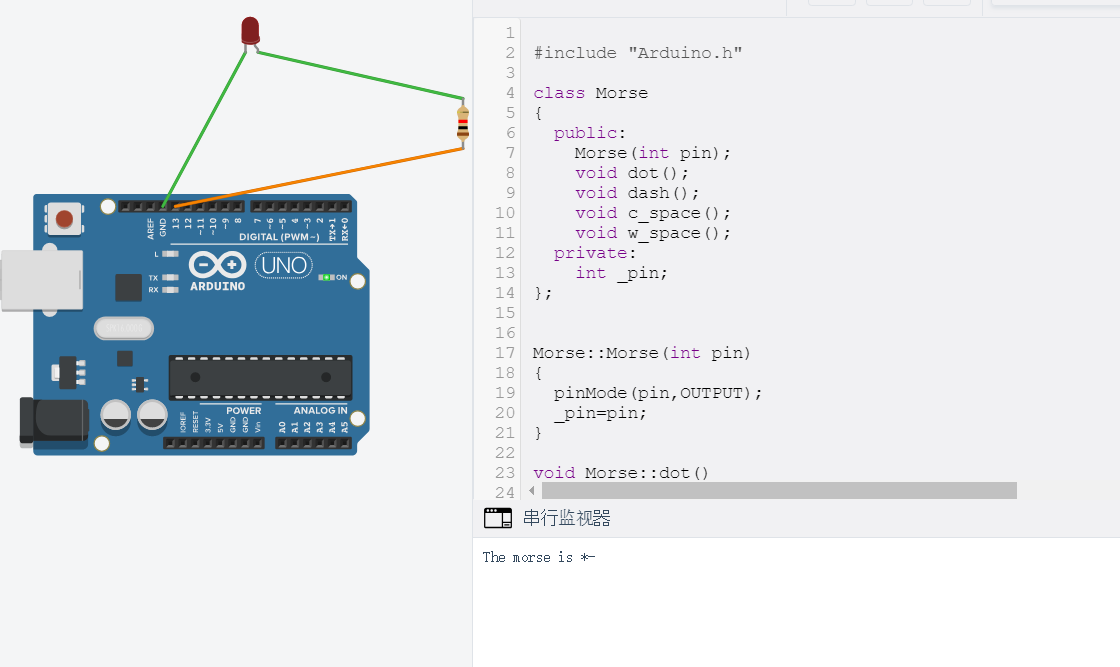 AREF
GND
13
12
~11
~10
~9
8
7
~6
~5
4
~3
2
TX→1
RX←0
DIGITAL (PWM~)
L
TX
RX
UNO
ARDUINO
ON
IOREF
RESET
3.3V
5V
GND
GND
Vin
POWER
ANALOG IN
A0
A1
A2
A3
A4
A5
1
2 #include "Arduino.h"
3
4 class Morse
5 {
6 public:
7 Morse(int pin);
8 void dot();
9 void dash();
10 void c_space();
11 void w_space();
12 private:
13 int _pin;
14 };
15
16
17 Morse::Morse(int pin)
18 {
19 pinMode(pin,OUTPUT);
20 _pin=pin;
21 }
22
23 void Morse::dot()
24
串行监视器
The morse is *-